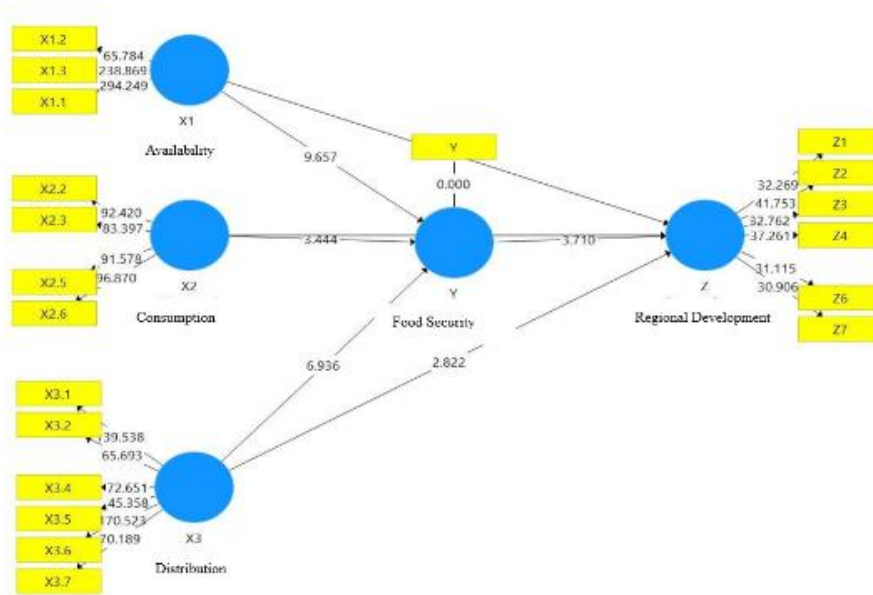 X1.2
65.784
X1.3
238.869
X1.1
294.249
X1
Availability
9.657
Y
0.000
Z1
Z2
32.269
41.753
Z3
32.762
37.261
Z4
X2.2
92.420
X2.3
83.397
3.444
3.710
91.578
X2.5
96.870
X2.6
X2
Consumption
Y
Food Security
Z
Regional Development
31.115
30.906
Z6
Z7
6.936
2.822
X3.1
X3.2
65.693
X3.4
72.651
45.358
X3.5
170.523
X3.6
70.189
X3.7
X3
Distribution